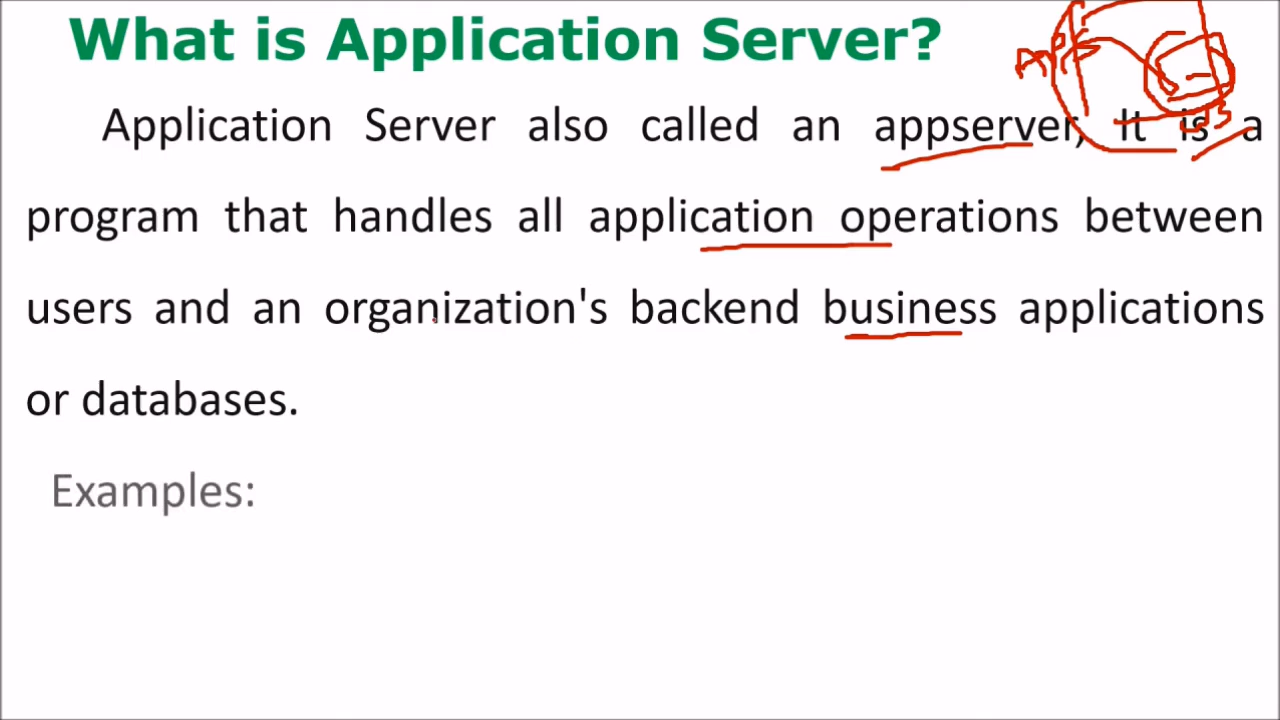 What is Application Server?
Application Server also called an appserver, It is a
program that handles all application operations between
users and an organization's backend business applications
or databases.
Examples: